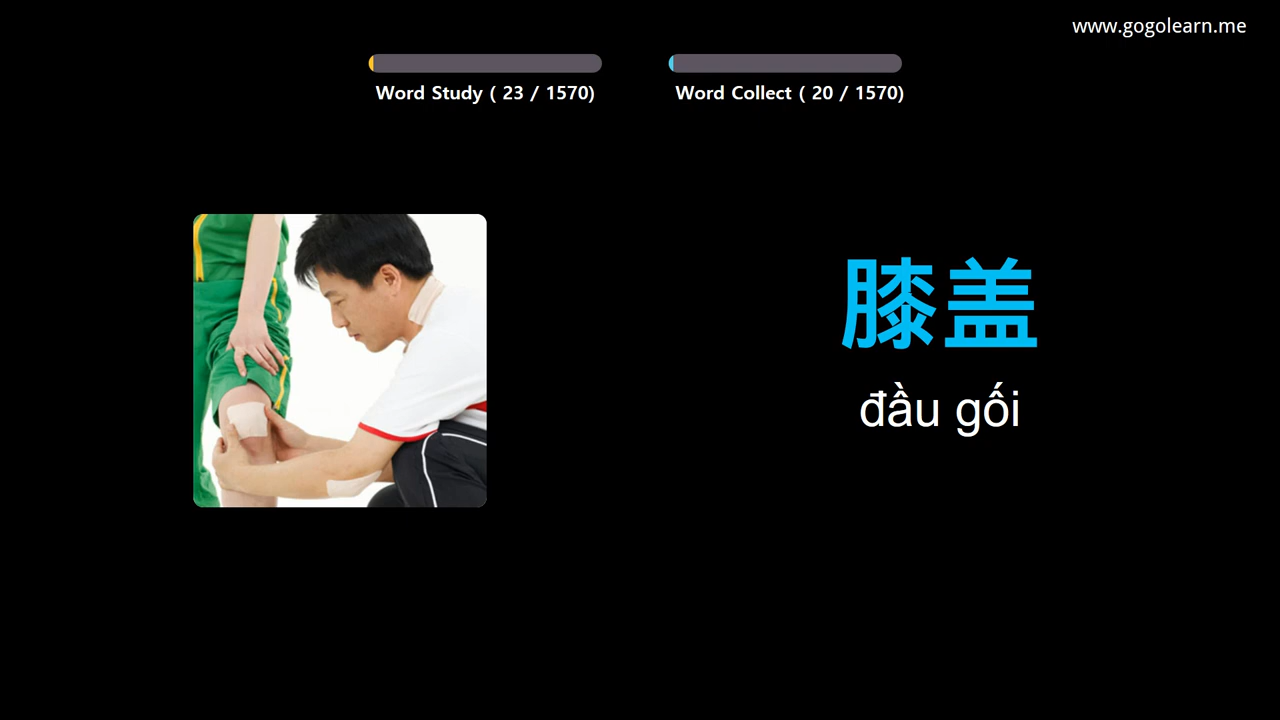 www.gogolearn.me
Word Study ( 23 / 1570)
Word Collect ( 20 / 1570)
膝盖
đầu gối